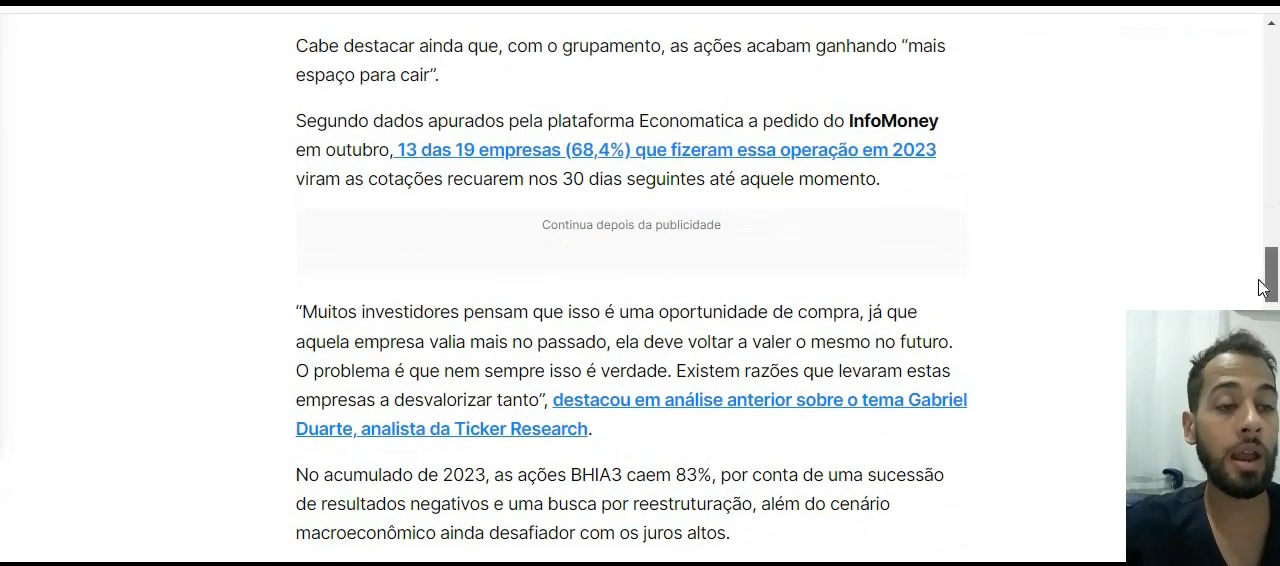 Cabe destacar ainda que, com o grupamento, as ações acabam ganhando “mais
espaço para cair”.
Segundo dados apurados pela plataforma Economatica a pedido do InfoMoney
em outubro, 13 das 19 empresas (68,4%) que fizeram essa operação em 2023
viram as cotações recuarem nos 30 dias seguintes até aquele momento.
Continua depois da publicidade
“Muitos investidores pensam que isso é uma oportunidade de compra, já que
aquela empresa valia mais no passado, ela deve voltar a valer o mesmo no futuro.
O problema é que nem sempre isso é verdade. Existem razões que levaram estas
empresas a desvalorizar tanto”, destacou em análise anterior sobre o tema Gabriel
Duarte, analista da Ticker Research.
No acumulado de 2023, as ações BHIA3 caem 83%, por conta de uma sucessão
de resultados negativos e uma busca por reestruturação, além do cenário
macroeconômico ainda desafiador com os juros altos.